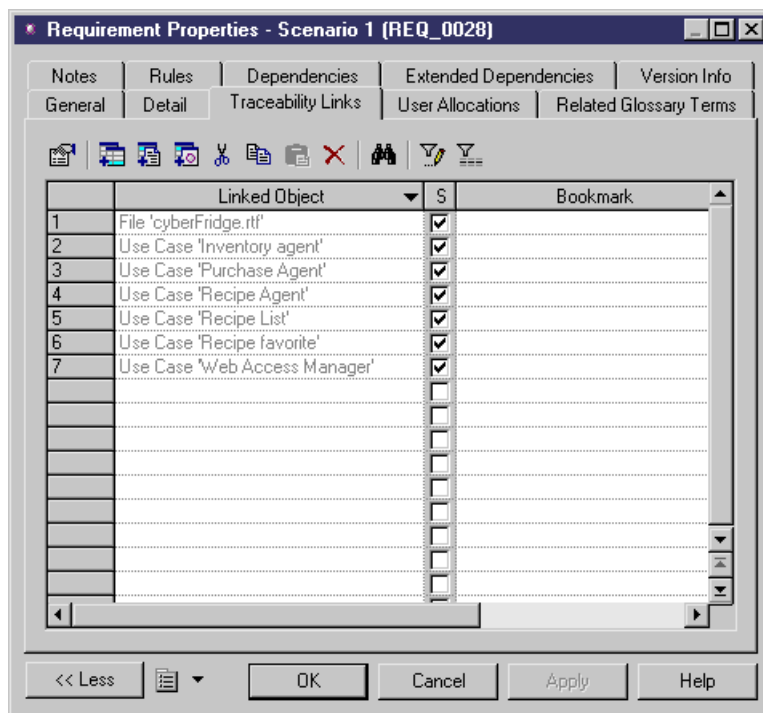 Requirement Properties - Scenario 1 (REQ_0028)
Notes Rules Dependencies Extended Dependencies Version Info
General Detail Traceability Links User Allocations Related Glossary Terms
Linked Object S Bookmark
1 File 'cyberFridge.rtf'
2 Use Case 'Inventory agent'
3 Use Case 'Purchase Agent'
4 Use Case 'Recipe Agent'
5 Use Case 'Recipe List'
6 Use Case 'Recipe favorite'
7 Use Case 'Web Access Manager'
<< Less OK Cancel Apply Help